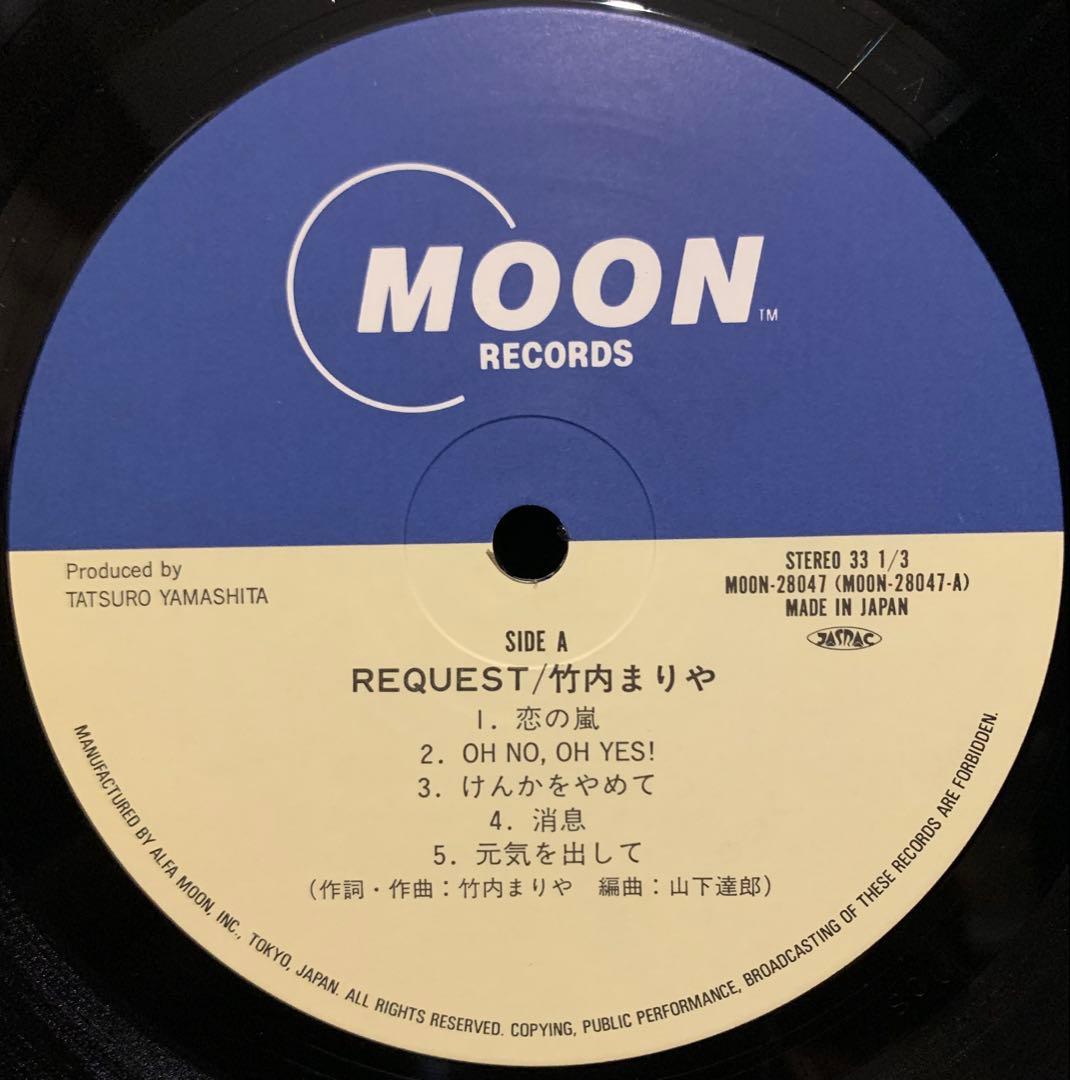 MOON
TM
RECORDS
Produced by
TATSURO YAMASHITA
STEREO 33 1/3
MOON-28047 (MOON-28047-A)
MADE IN JAPAN
JASRAC
SIDE A
REQUEST/竹内まりや
1. 恋の嵐
2. OH NO, OH YES!
3. けんかをやめて
4. 消息
5. 元気を出して
(作詞・作曲:竹内まりや 編曲:山下達郎)
MANUFACTURED BY ALFA MOON, INC., TOKYO, JAPAN. ALL RIGHTS RESERVED. COPYING, PUBLIC PERFORMANCE, BROADCASTING OF THESE RECORDS ARE FORBIDDEN.